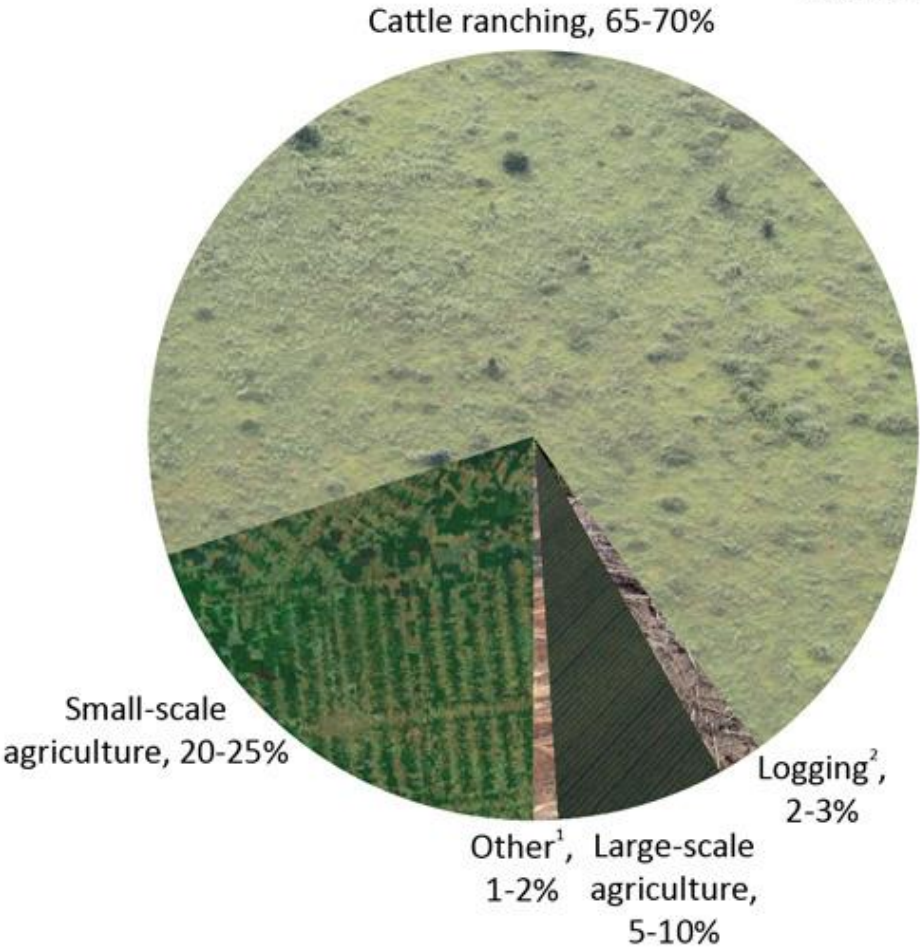 Cattle ranching, 65-70%
Small-scale
agriculture, 20-25%
Logging²,
2-3%
Other¹,
1-2%
Large-scale
agriculture,
5-10%